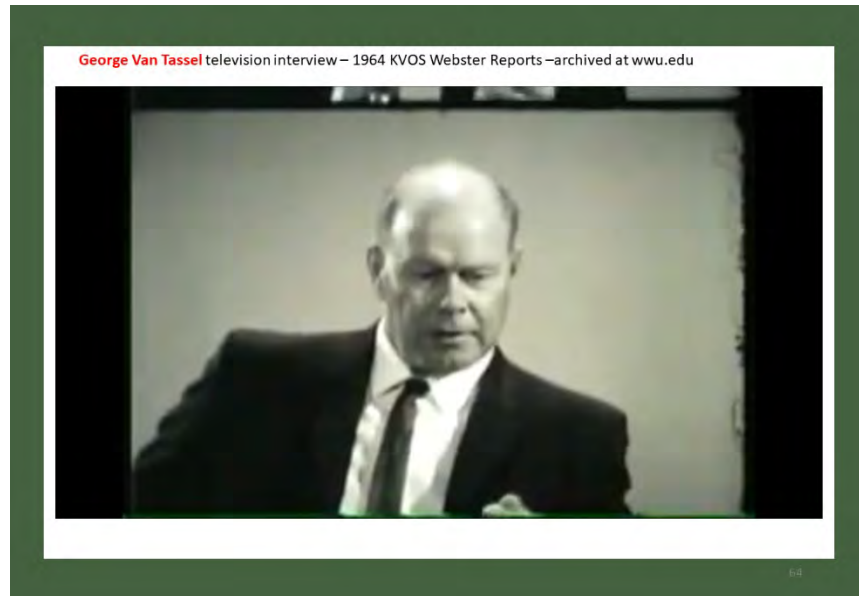 George Van Tassel television interview – 1964 KVOS Webster Reports –archived at wwu.edu
64